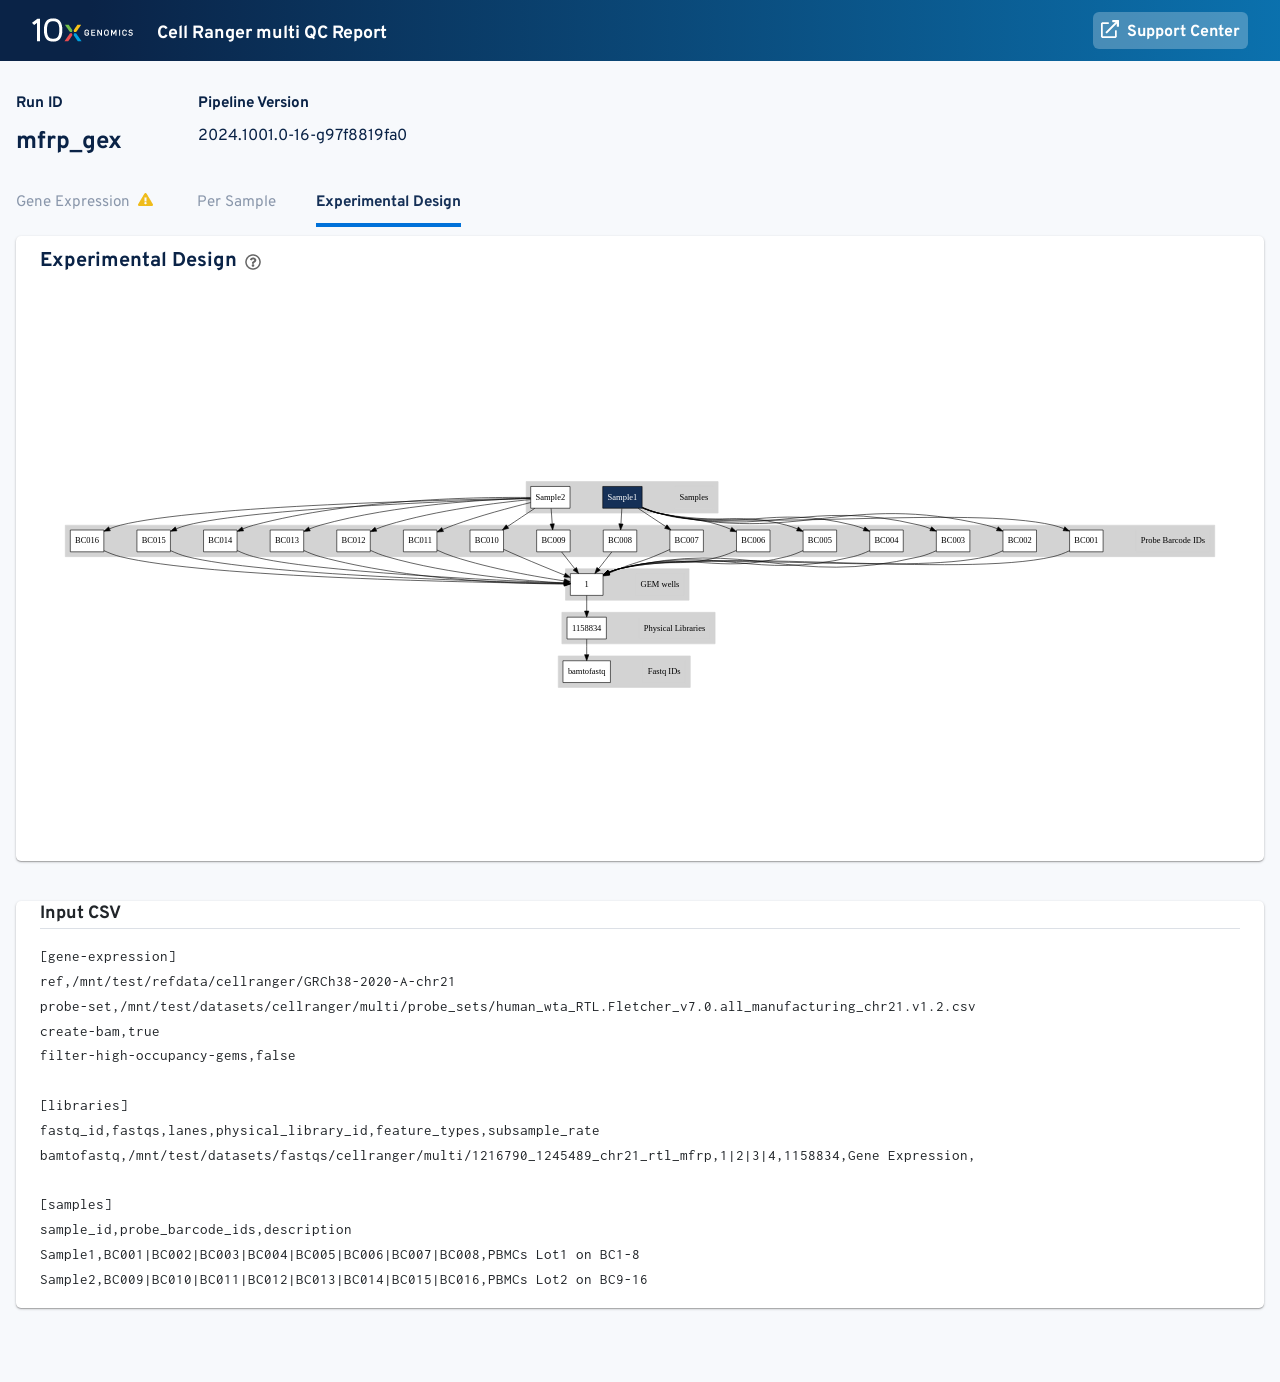 10x GENOMICS Cell Ranger multi QC Report Support Center
Run ID Pipeline Version
mfrp_gex 2024.1001.0-16-g97f8819fa0
Gene Expression Per Sample Experimental Design
Experimental Design
Sample2 Sample1 Samples
BC016 BC015 BC014 BC013 BC012 BC011 BC010 BC009 BC008 BC007 BC006 BC005 BC004 BC003 BC002 BC001 Probe Barcode IDs
1 GEM wells
1158834 Physical Libraries
bamtofastq Fastq IDs
Input CSV
[gene-expression]
ref,/mnt/test/refdata/cellranger/GRCh38-2020-A-chr21
probe-set,/mnt/test/datasets/cellranger/multi/probe_sets/human_wta_RTL.Fletcher_v7.0.all_manufacturing_chr21.v1.2.csv
create-bam,true
filter-high-occupancy-gems,false
[libraries]
fastq_id,fastqs,lanes,physical_library_id,feature_types,subsample_rate
bamtofastq,/mnt/test/datasets/fastqs/cellranger/multi/1216790_1245489_chr21_rtl_mfrp,1|2|3|4,1158834,Gene Expression,
[samples]
sample_id,probe_barcode_ids,description
Sample1,BC001|BC002|BC003|BC004|BC005|BC006|BC007|BC008,PBMCs Lot1 on BC1-8
Sample2,BC009|BC010|BC011|BC012|BC013|BC014|BC015|BC016,PBMCs Lot2 on BC9-16